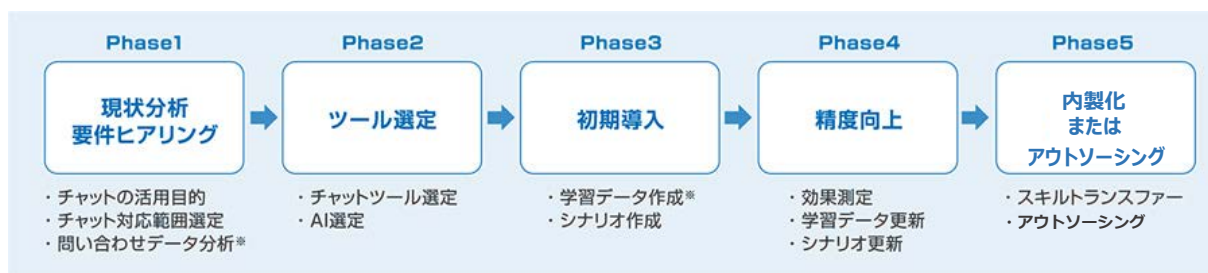 Phase1
現状分析
要件ヒアリング
・チャットの活用目的
・チャット対応範囲選定
・問い合わせデータ分析※
Phase2
ツール選定
・チャットツール選定
・AI選定
Phase3
初期導入
・学習データ作成※
・シナリオ作成
Phase4
精度向上
・効果測定
・学習データ更新
・シナリオ更新
Phase5
内製化
または
アウトソーシング
・スキルトランスファー
・アウトソーシング